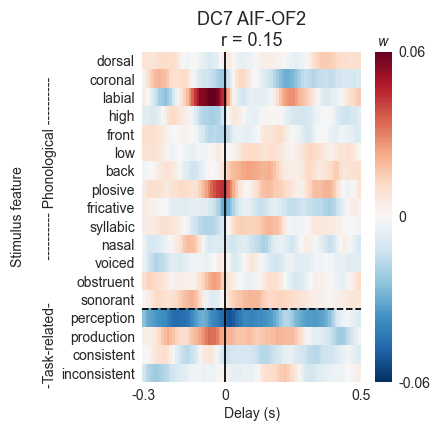 DC7 AIF-OF2
r = 0.15
w
Stimulus feature
---------- Phonological ----------
-Task-related-
dorsal
coronal
labial
high
front
low
back
plosive
fricative
syllabic
nasal
voiced
obstruent
sonorant
perception
production
consistent
inconsistent
-0.3
0
0.5
Delay (s)
0.06
0
-0.06